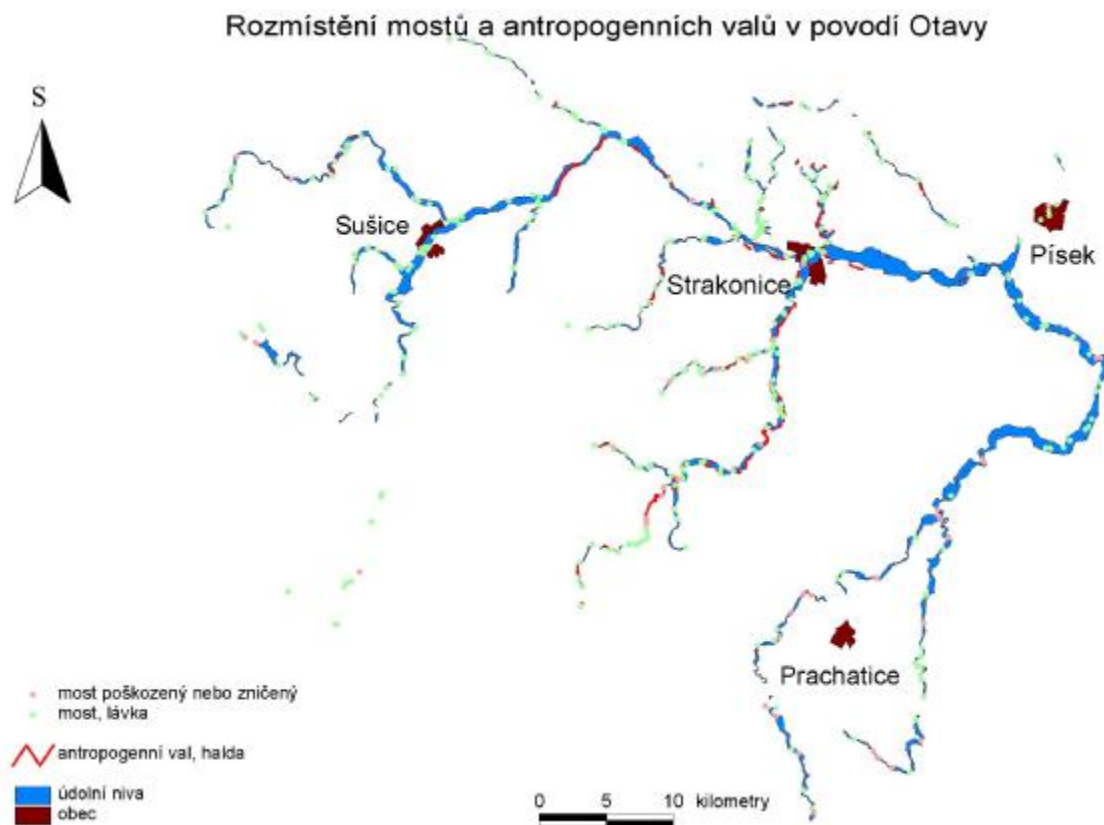 Rozmístění mostů a antropogenních valů v povodí Otavy
S
Sušice
Písek
Strakonice
Prachatice
most poškozený nebo zničený
most, lávka
antropogenní val, halda
údolní niva
obec
0 5 10 kilometry